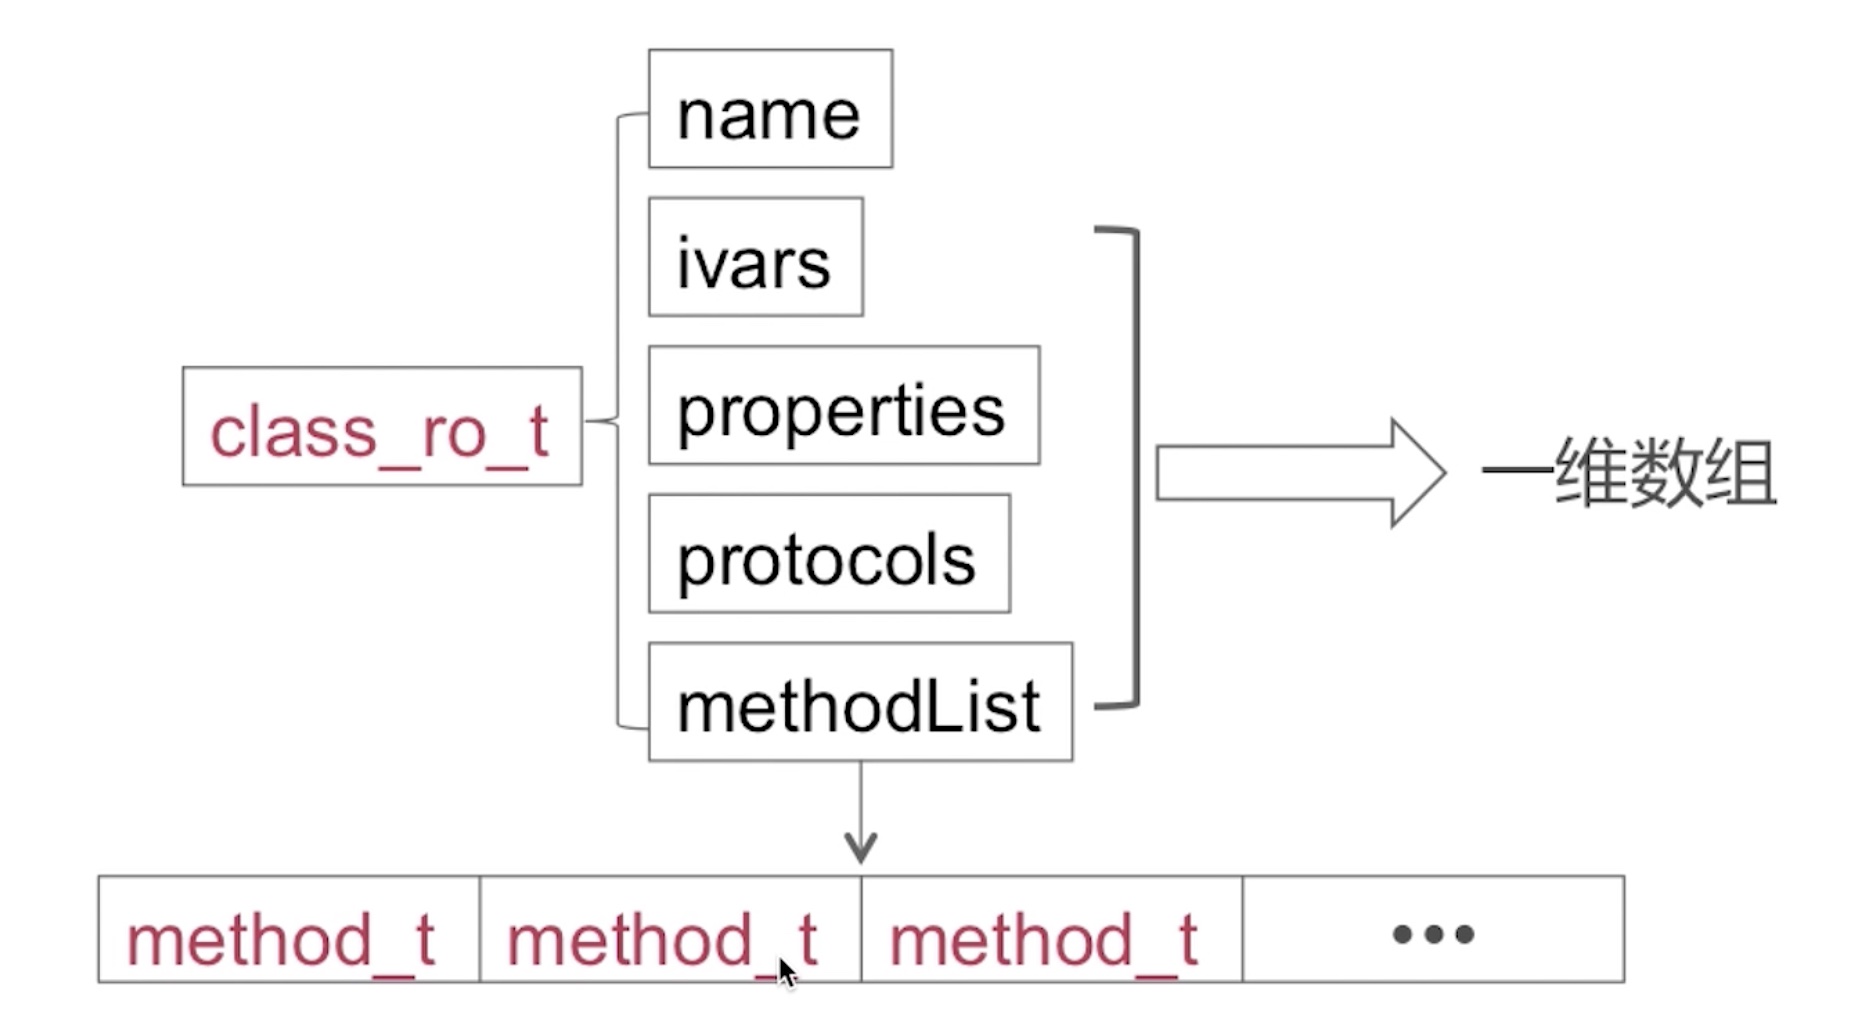 name
ivars
properties
class_ro_t
一维数组
protocols
methodList
method_t method_t method_t •••